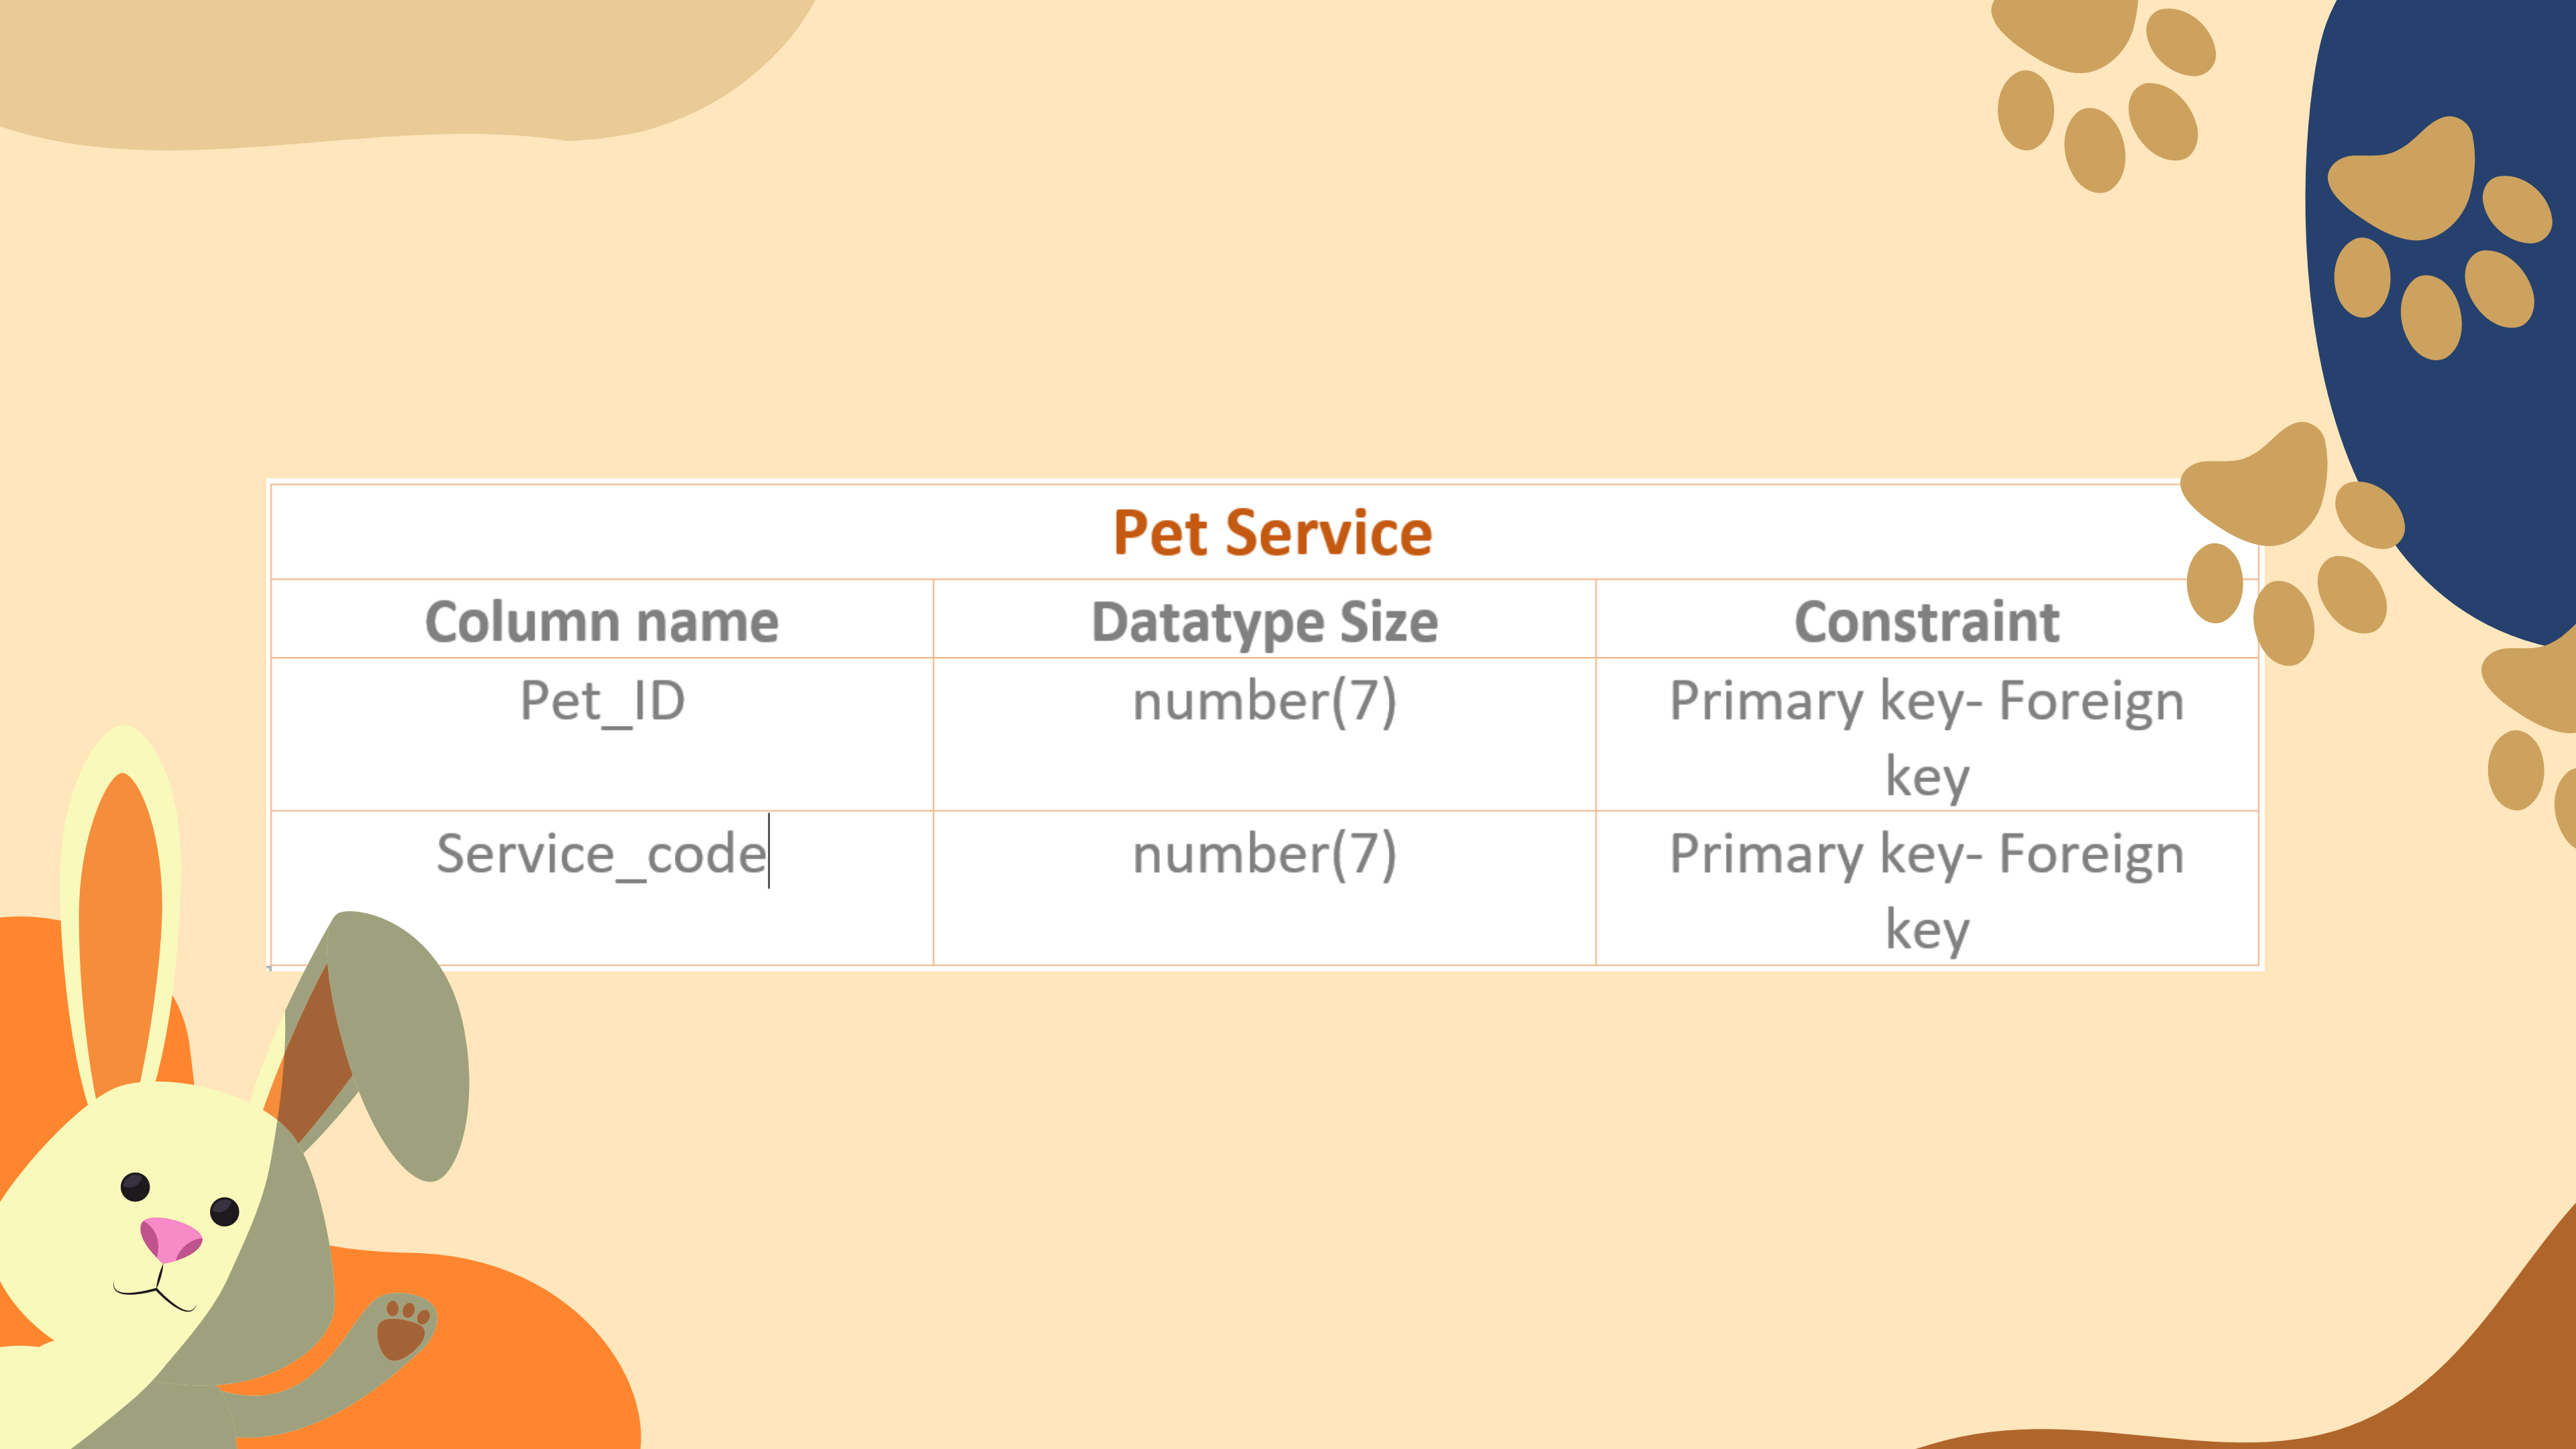 Pet Service
Column name Datatype Size Constraint
Pet_ID number(7) Primary key- Foreign
key
Service_code number(7) Primary key- Foreign
key